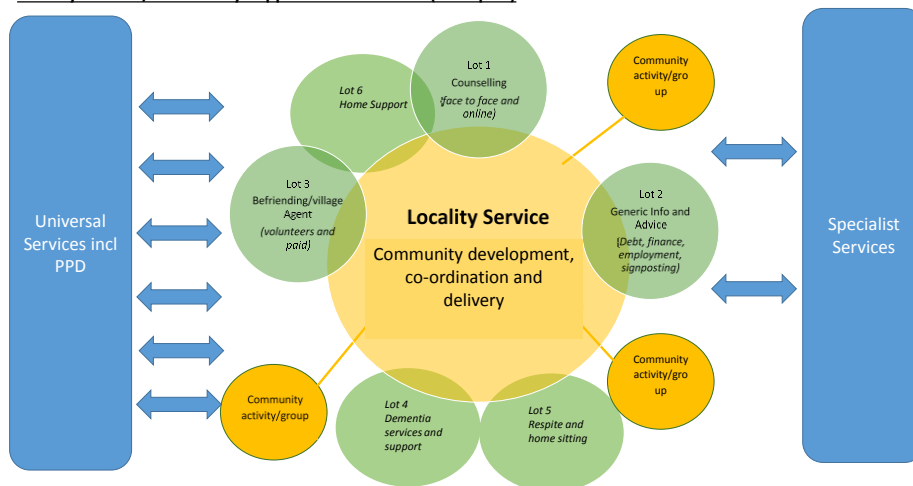 Universal
Services incl
PPD
Lot 6
Home Support
Lot 1
Counselling
(face to face and
online)
Community
activity/gro
up
Lot 3
Befriending/village
Agent
(volunteers and
paid)
Locality Service
Community development,
co-ordination and
delivery
Lot 2
Generic Info and
Advice
(Debt, finance,
employment,
signposting)
Specialist
Services
Community
activity/group
Lot 4
Dementia
services and
support
Lot 5
Respite and
home sitting
Community
activity/gro
up